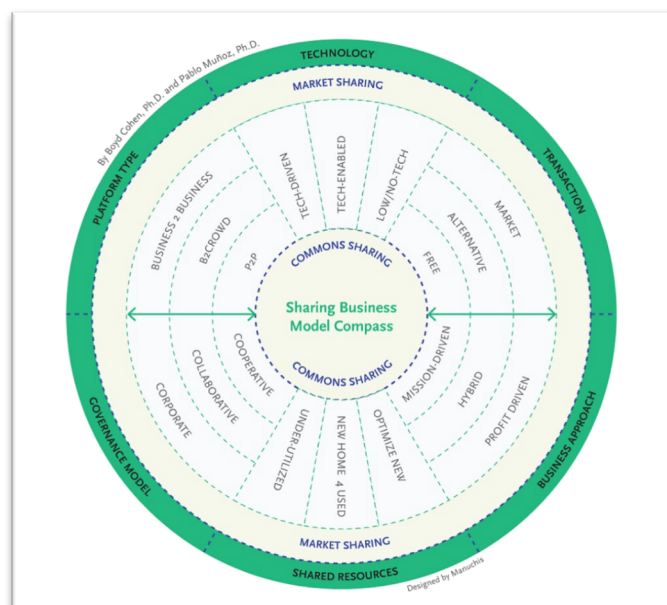 By Boyd Cohen, Ph.D. and Pablo Muñoz, Ph.D.
TECHNOLOGY
MARKET SHARING
PLATFORM TYPE
TRANSACTION
BUSINESS 2 BUSINESS
B2CROWD
P2P
TECH-DRIVEN
TECH-ENABLED
LOW/NO-TECH
FREE
ALTERNATIVE
MARKET
COMMONS SHARING
Sharing Business
Model Compass
COMMONS SHARING
GOVERNANCE MODEL
CORPORATE
COLLABORATIVE
COOPERATIVE
UNDER-UTILIZED
NEW HOME 4 USED
OPTIMIZE NEW
MISSION-DRIVEN
HYBRID
PROFIT DRIVEN
BUSINESS APPROACH
MARKET SHARING
SHARED RESOURCES
Designed by Manuchis